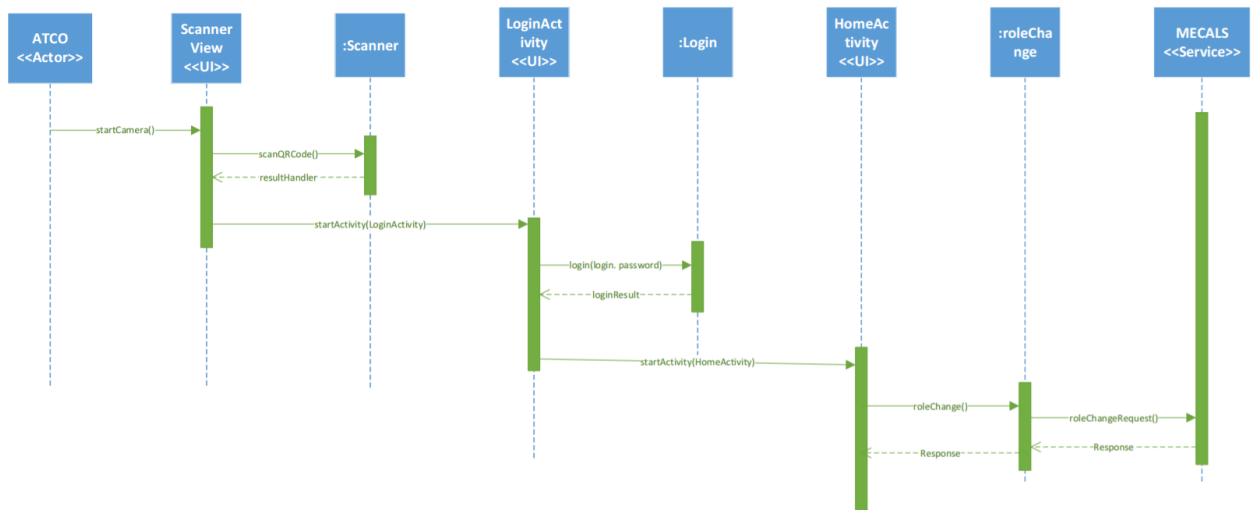 ATCO
<<Actor>>
Scanner
View
<<UI>>
:Scanner
LoginAct
ivity
<<UI>>
:Login
HomeAc
tivity
<<UI>>
:roleCha
nge
MECALS
<<Service>>
startCamera()
scanQRCode()
resultHandler
startActivity(LoginActivity)
login(login. password)
loginResult
startActivity(HomeActivity)
roleChange()
roleChangeRequest()
Response
Response